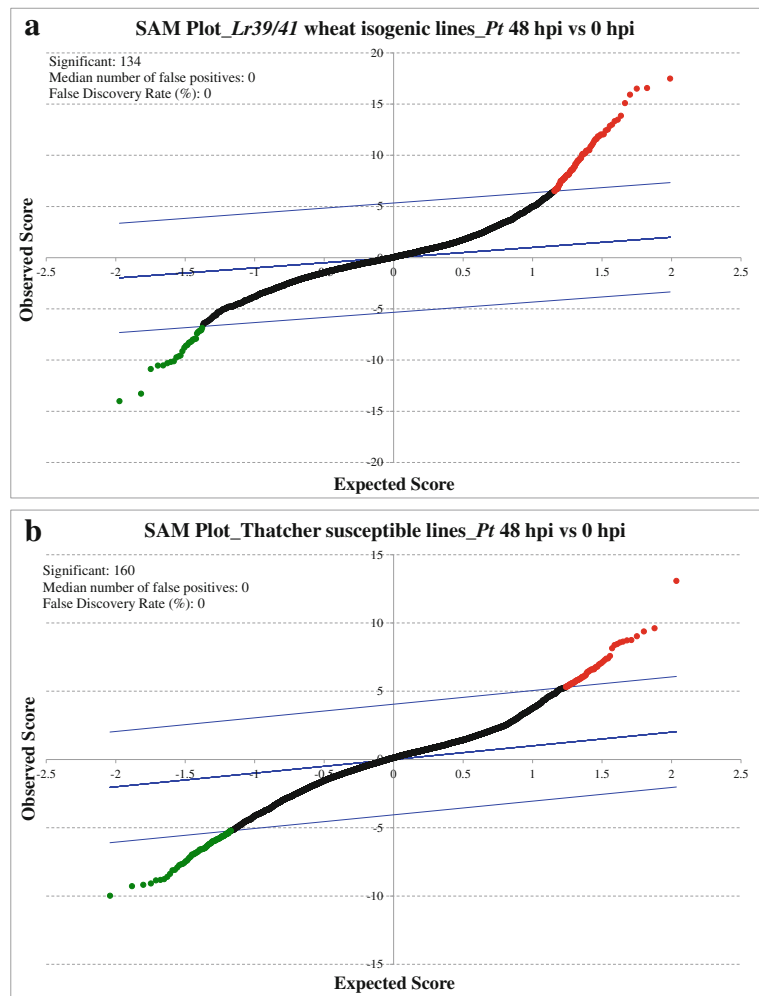 a
SAM Plot_Lr39/41 wheat isogenic lines_Pt 48 hpi vs 0 hpi
Significant: 134
Median number of false positives: 0
False Discovery Rate (%): 0
20
15
10
5
0
-2.5 -2 -1.5 -1 -0.5 0 0.5 1 1.5 2 2.5
-5
-10
-15
-20
Observed Score
Expected Score
b
SAM Plot_Thatcher susceptible lines_Pt 48 hpi vs 0 hpi
Significant: 160
Median number of false positives: 0
False Discovery Rate (%): 0
15
10
5
0
-2.5 -2 -1.5 -1 -0.5 0 0.5 1 1.5 2 2.5
-5
-10
-15
Observed Score
Expected Score